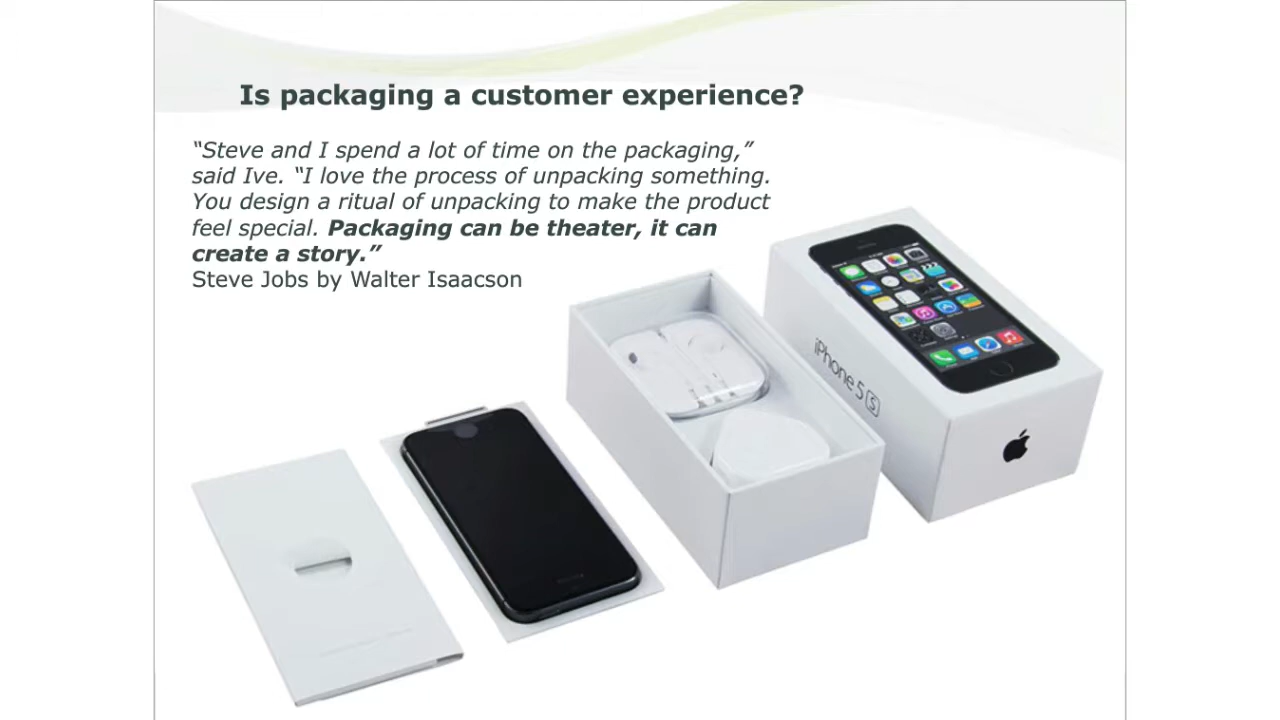 Is packaging a customer experience?
“Steve and I spend a lot of time on the packaging,”
said Ive. “I love the process of unpacking something.
You design a ritual of unpacking to make the product
feel special. Packaging can be theater, it can
create a story.”
Steve Jobs by Walter Isaacson
iPhone 5s